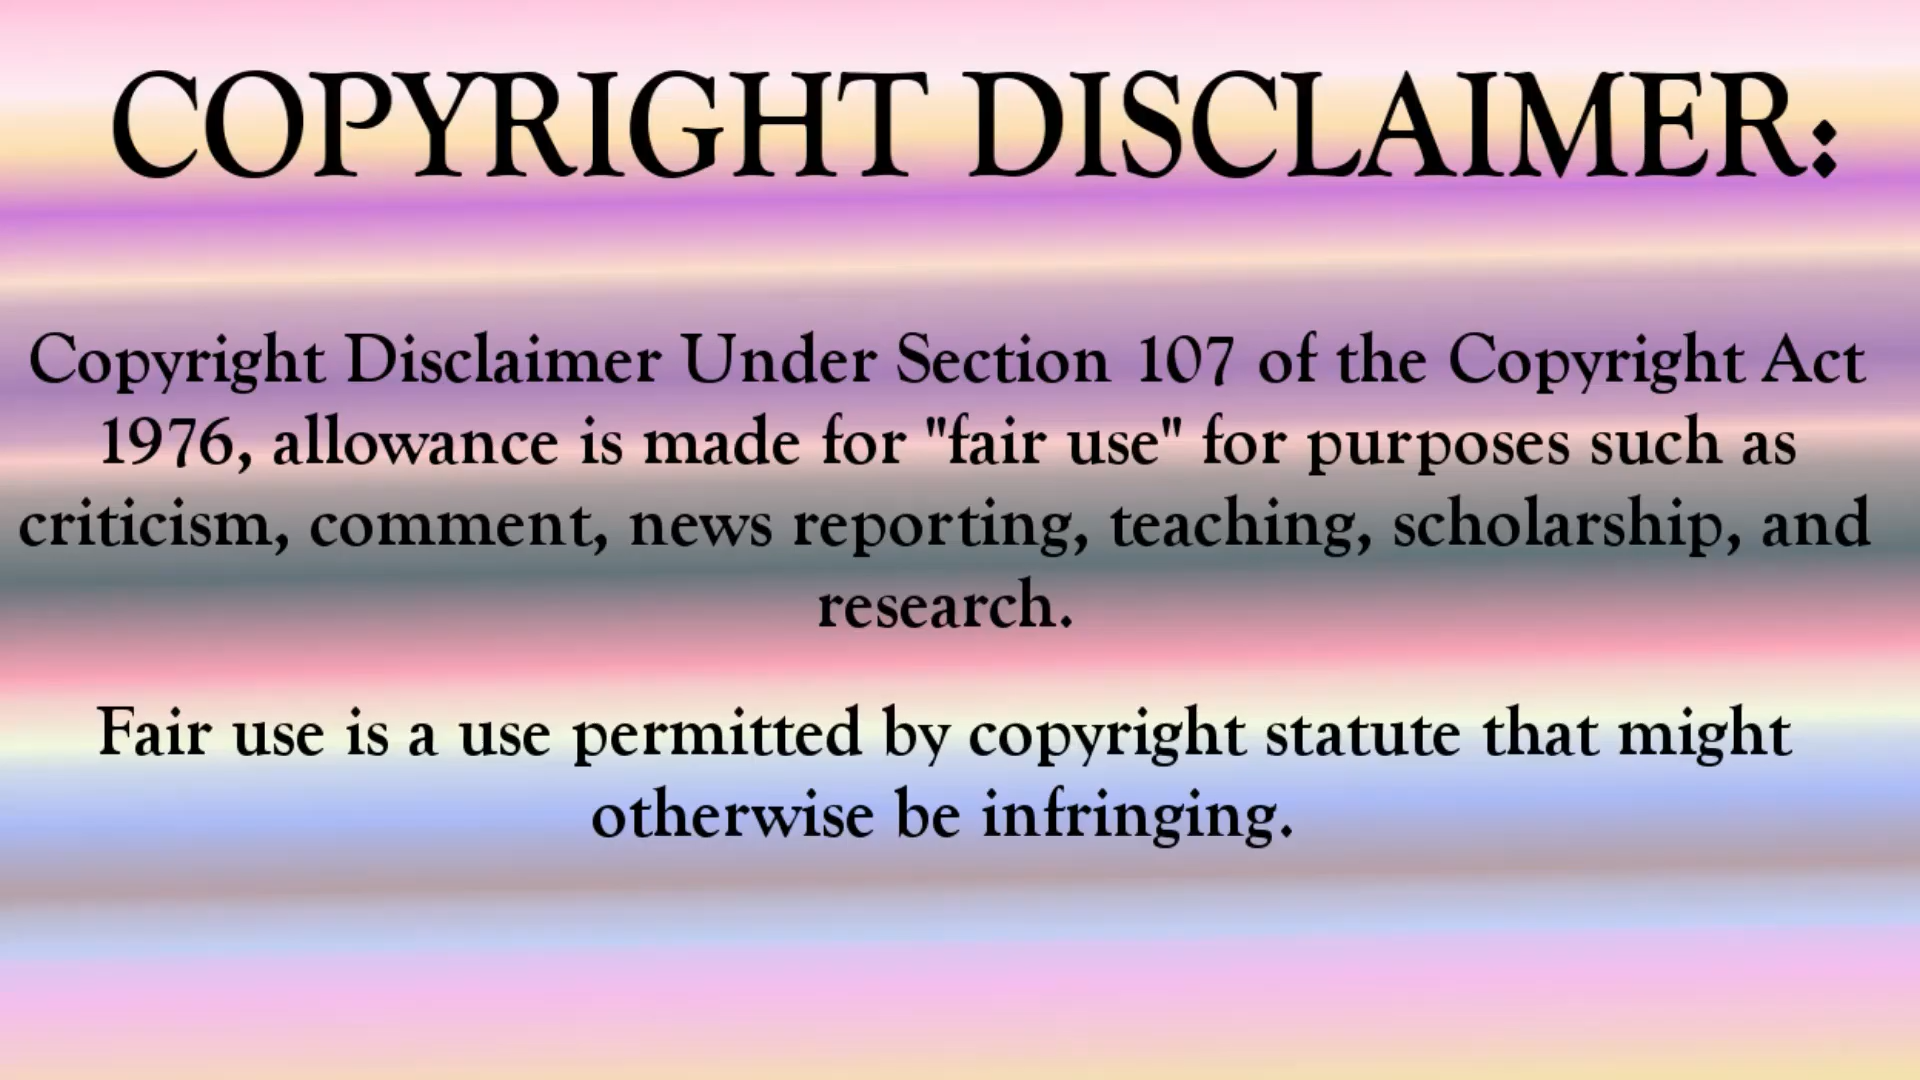 COPYRIGHT DISCLAIMER:
Copyright Disclaimer Under Section 107 of the Copyright Act
1976, allowance is made for "fair use" for purposes such as
criticism, comment, news reporting, teaching, scholarship, and
research.
Fair use is a use permitted by copyright statute that might
otherwise be infringing.